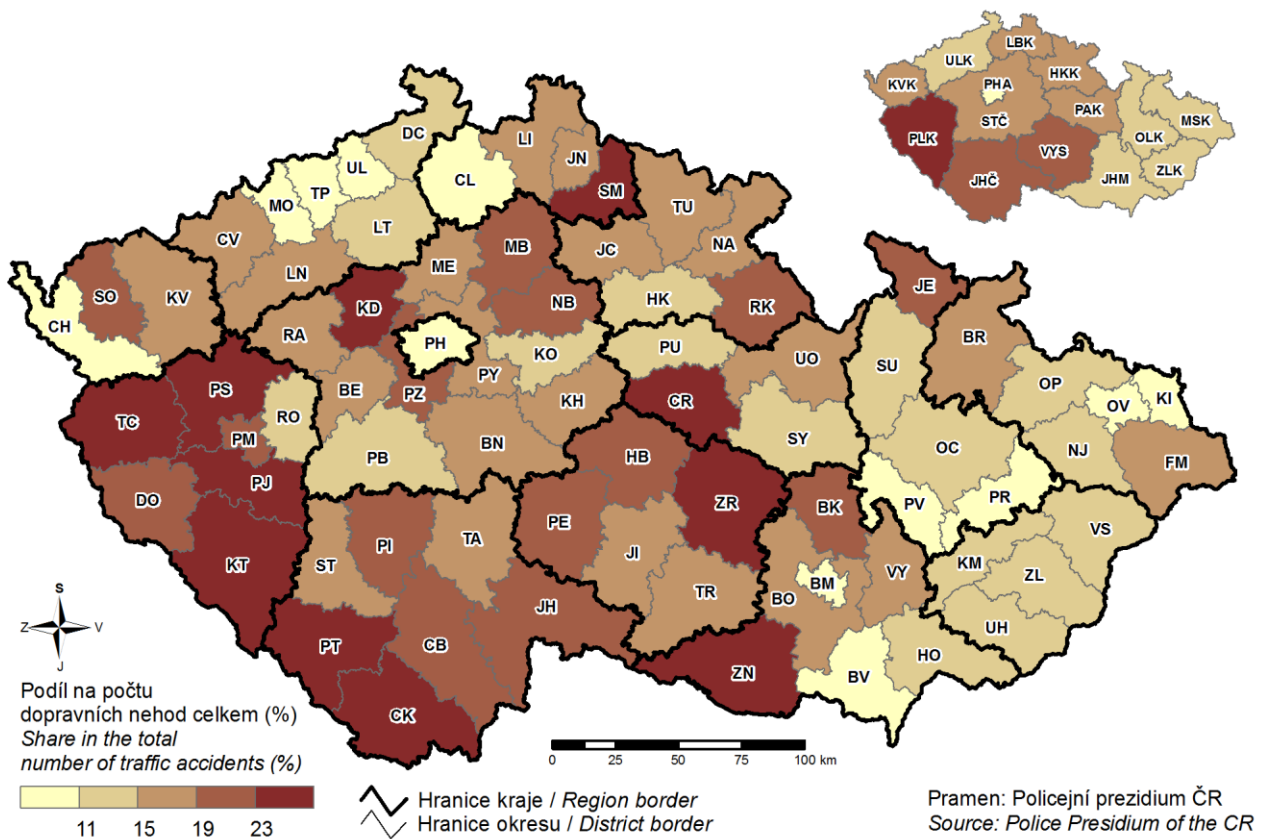 LBK
ULK
HKK
KVK
PHA
PAK
STČ
MSK
PLK
OLK
VYS
ZLK
JHČ
JHM
DC
LI
JN
UL
CL
TP
SM
MO
TU
LT
CV
MB
JC
NA
ME
LN
SO
KV
JE
NB
HK
RK
KD
CH
BR
RA
PH
PU
UO
KO
SU
OP
KI
PS
BE
PY
OV
PZ
KH
CR
TC
RO
PM
SY
BN
OC
NJ
PB
HB
FM
PJ
DO
ZR
PR
PV
BK
PE
VS
PI
TA
JI
KT
ST
KM
VY
ZL
BM
TR
BO
JH
UH
PT
CB
HO
ZN
BV
CK
S
Z V
J
Podíl na počtu
dopravních nehod celkem (%)
Share in the total
number of traffic accidents (%)
11 15 19 23
0 25 50 75 100 km
Hranice kraje / Region border
Hranice okresu / District border
Pramen: Policejní prezidium ČR
Source: Police Presidium of the CR